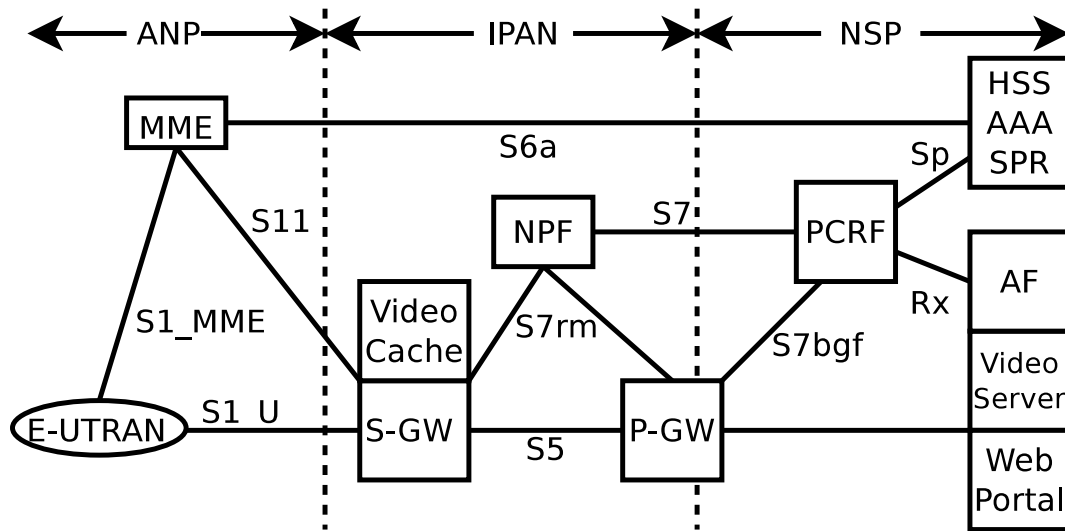 ANP
IPAN
NSP
MME
S6a
HSS
AAA
SPR
Sp
S11
NPF
S7
PCRF
S1_MME
Video
Cache
S7rm
S7bgf
Rx
AF
E-UTRAN
S1_U
S-GW
S5
P-GW
Video
Server
Web
Portal